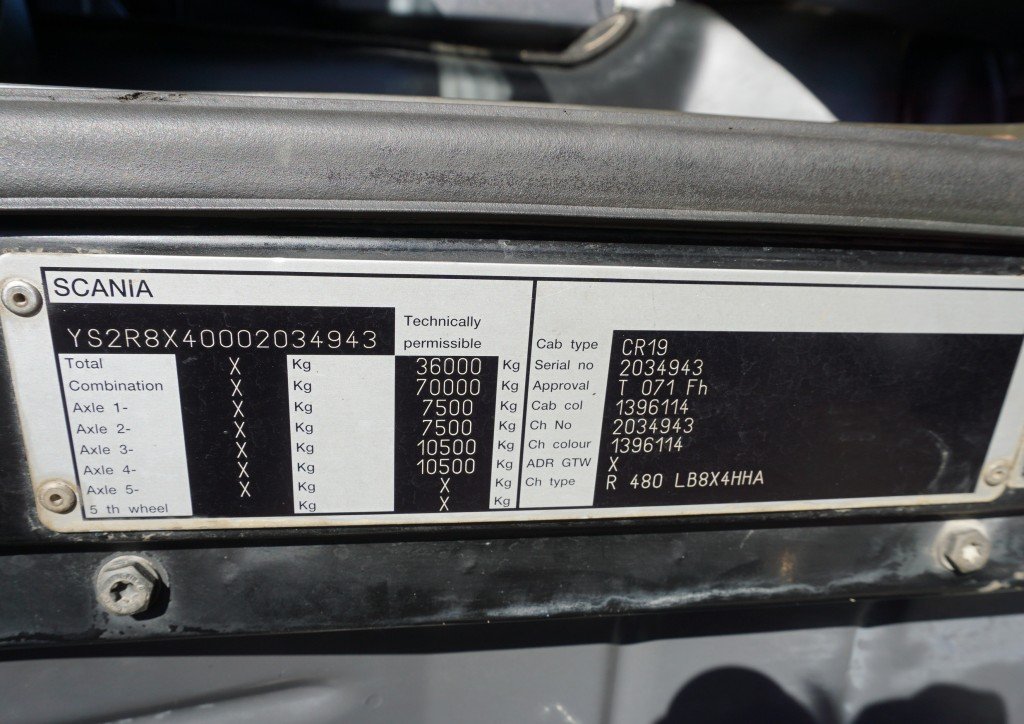 SCANIA
YS2R8X40002034943 Technically permissible
Total X Kg 36000 Kg
Combination X Kg 70000 Kg
Axle 1- X Kg 7500 Kg
Axle 2- X Kg 7500 Kg
Axle 3- X Kg 10500 Kg
Axle 4- X Kg 10500 Kg
Axle 5- X Kg X Kg
5 th wheel Kg X Kg
Cab type CR19
Serial no 2034943
Approval T 071 Fh
Cab col 1396114
Ch No 2034943
Ch colour 1396114
ADR GTW X
Ch type R 480 LB8X4HHA